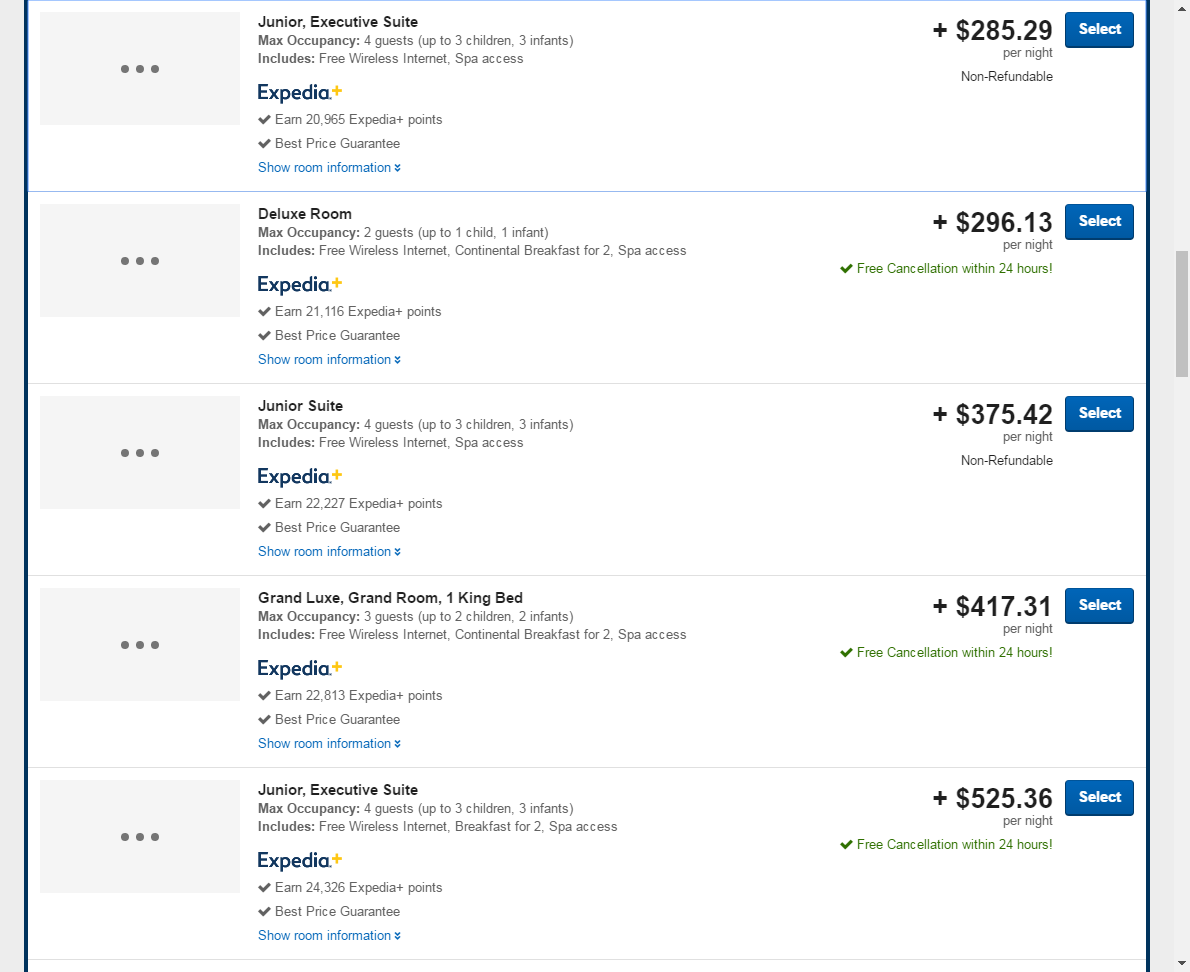 Junior, Executive Suite
Max Occupancy: 4 guests (up to 3 children, 3 infants)
Includes: Free Wireless Internet, Spa access
Expedia+
Earn 20,965 Expedia+ points
Best Price Guarantee
Show room information
+ $285.29
per night
Non-Refundable
Select
Deluxe Room
Max Occupancy: 2 guests (up to 1 child, 1 infant)
Includes: Free Wireless Internet, Continental Breakfast for 2, Spa access
Expedia+
Earn 21,116 Expedia+ points
Best Price Guarantee
Show room information
+ $296.13
per night
Free Cancellation within 24 hours!
Select
Junior Suite
Max Occupancy: 4 guests (up to 3 children, 3 infants)
Includes: Free Wireless Internet, Spa access
Expedia+
Earn 22,227 Expedia+ points
Best Price Guarantee
Show room information
+ $375.42
per night
Non-Refundable
Select
Grand Luxe, Grand Room, 1 King Bed
Max Occupancy: 3 guests (up to 2 children, 2 infants)
Includes: Free Wireless Internet, Continental Breakfast for 2, Spa access
Expedia+
Earn 22,813 Expedia+ points
Best Price Guarantee
Show room information
+ $417.31
per night
Free Cancellation within 24 hours!
Select
Junior, Executive Suite
Max Occupancy: 4 guests (up to 3 children, 3 infants)
Includes: Free Wireless Internet, Breakfast for 2, Spa access
Expedia+
Earn 24,326 Expedia+ points
Best Price Guarantee
Show room information
+ $525.36
per night
Free Cancellation within 24 hours!
Select